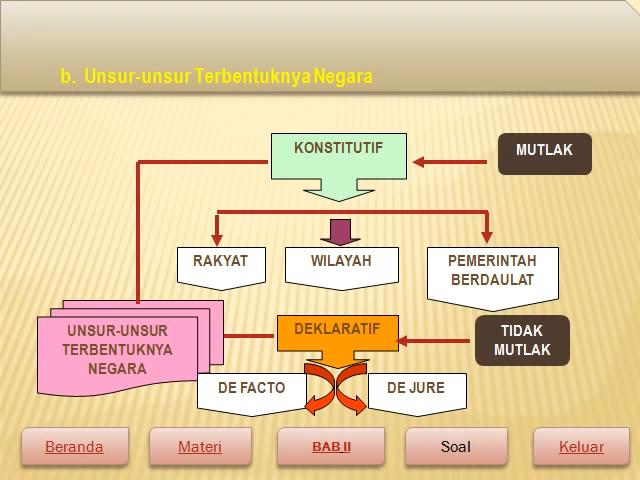 b. Unsur-unsur Terbentuknya Negara
KONSTITUTIF
MUTLAK
RAKYAT
WILAYAH
PEMERINTAH
BERDAULAT
UNSUR-UNSUR
TERBENTUKNYA
NEGARA
DEKLARATIF
TIDAK
MUTLAK
DE FACTO
DE JURE
Beranda
Materi
BAB II
Soal
Keluar